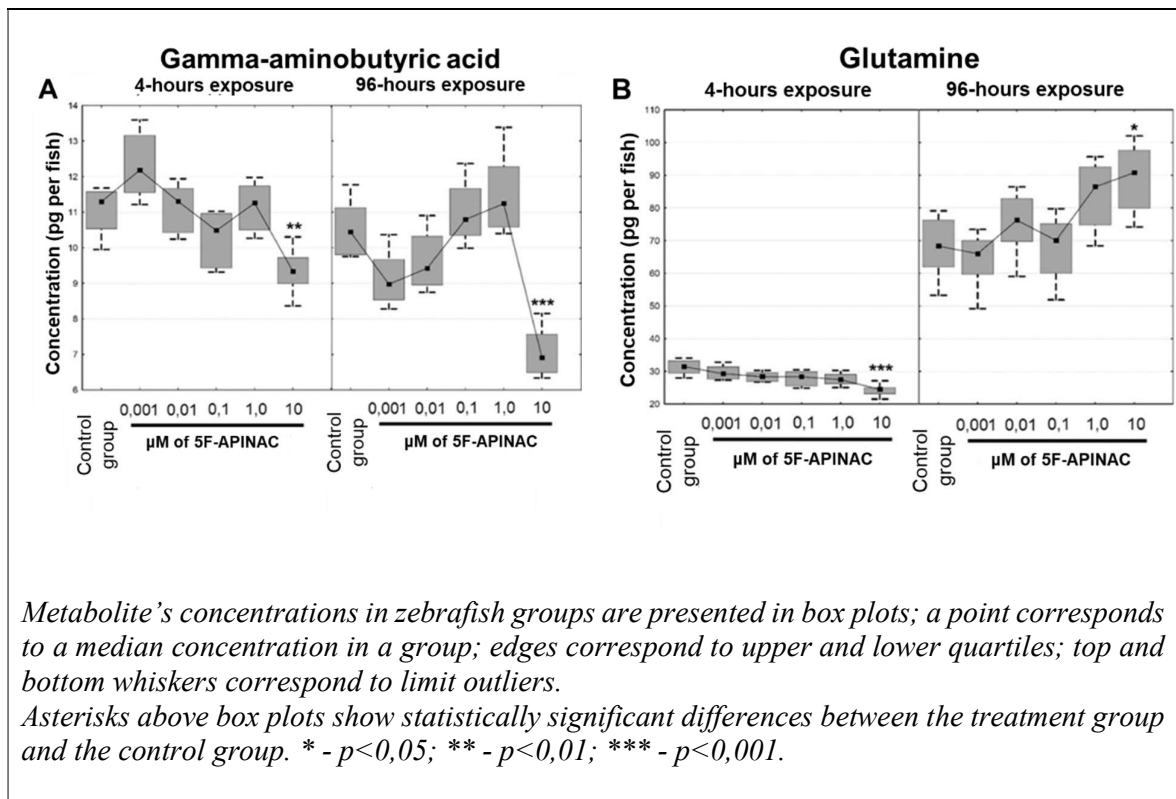 Gamma-aminobutyric acid
A
4-hours exposure
96-hours exposure
Concentration (pg per fish)
14
13
12
11
10
9
8
7
6
**
***
Control group
0,001 0,01 0,1 1,0 10
µM of 5F-APINAC
Control group
0,001 0,01 0,1 1,0 10
µM of 5F-APINAC
Glutamine
B
4-hours exposure
96-hours exposure
Concentration (pg per fish)
110
100
90
80
70
60
50
40
30
20
***
*
Control group
0,001 0,01 0,1 1,0 10
µM of 5F-APINAC
Control group
0,001 0,01 0,1 1,0 10
µM of 5F-APINAC
Metabolite’s concentrations in zebrafish groups are presented in box plots; a point corresponds
to a median concentration in a group; edges correspond to upper and lower quartiles; top and
bottom whiskers correspond to limit outliers.
Asterisks above box plots show statistically significant differences between the treatment group
and the control group. * - p<0,05; ** - p<0,01; *** - p<0,001.